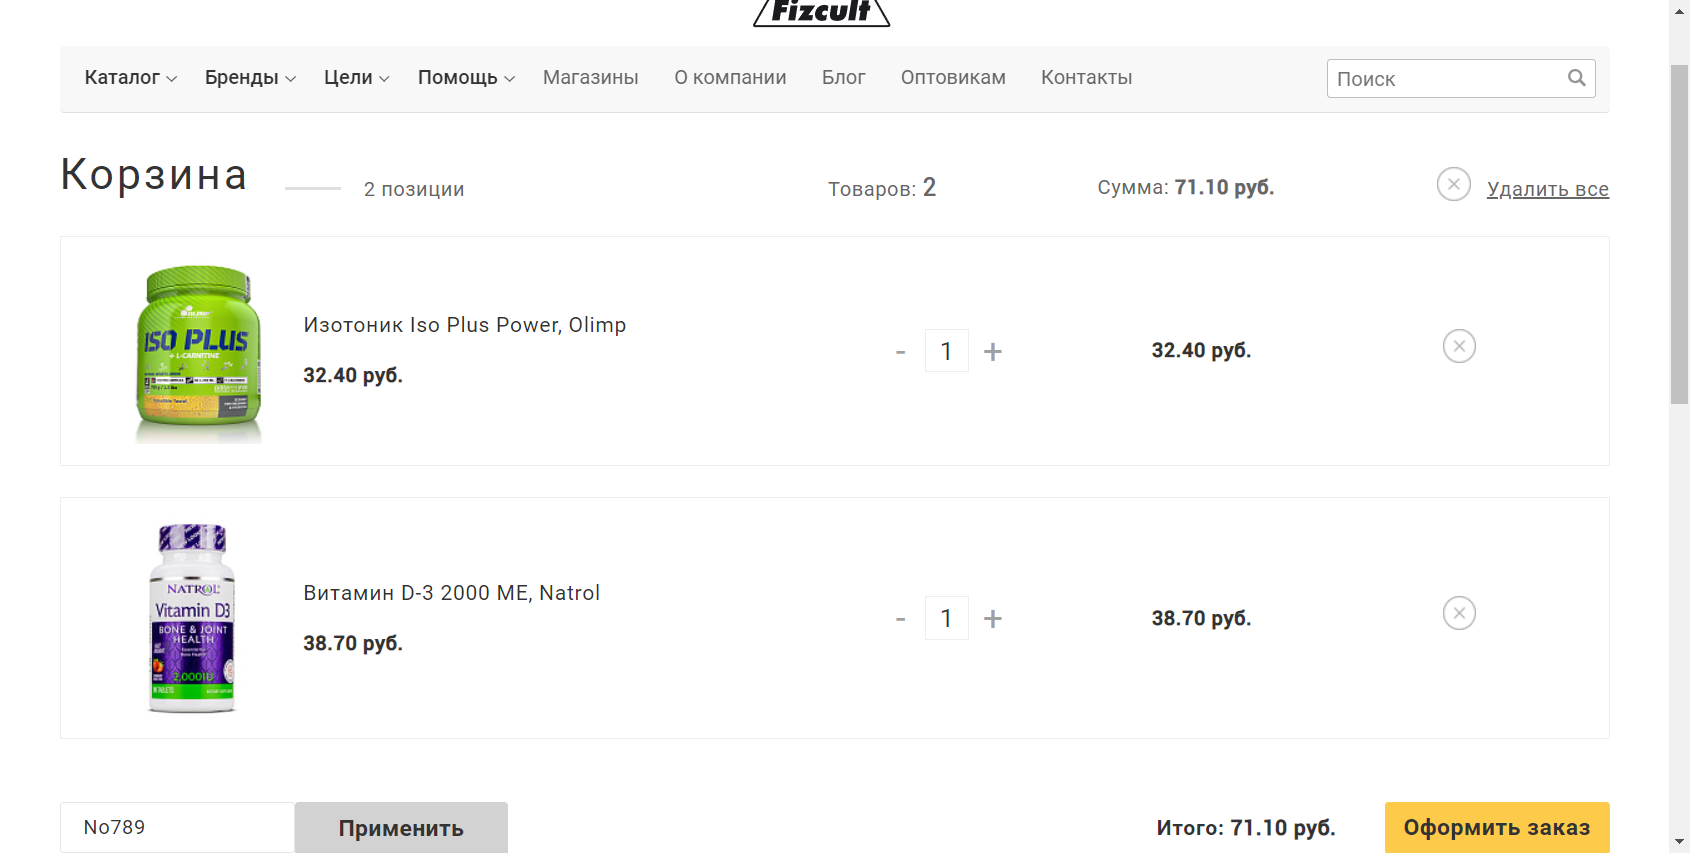 Fizcult
Каталог Бренды Цели Помощь Магазины О компании Блог Оптовикам Контакты Поиск
Корзина 2 позиции Товаров: 2 Сумма: 71.10 руб. Удалить все
ISO PLUS
+ L-CARNITINE
Изотоник Iso Plus Power, Olimp
32.40 руб.
- 1 + 32.40 руб.
NATROL
Vitamin D3
BONE & JOINT
HEALTH
2,000IU
Витамин D-3 2000 МЕ, Natrol
38.70 руб.
- 1 + 38.70 руб.
No789 Применить Итого: 71.10 руб. Оформить заказ